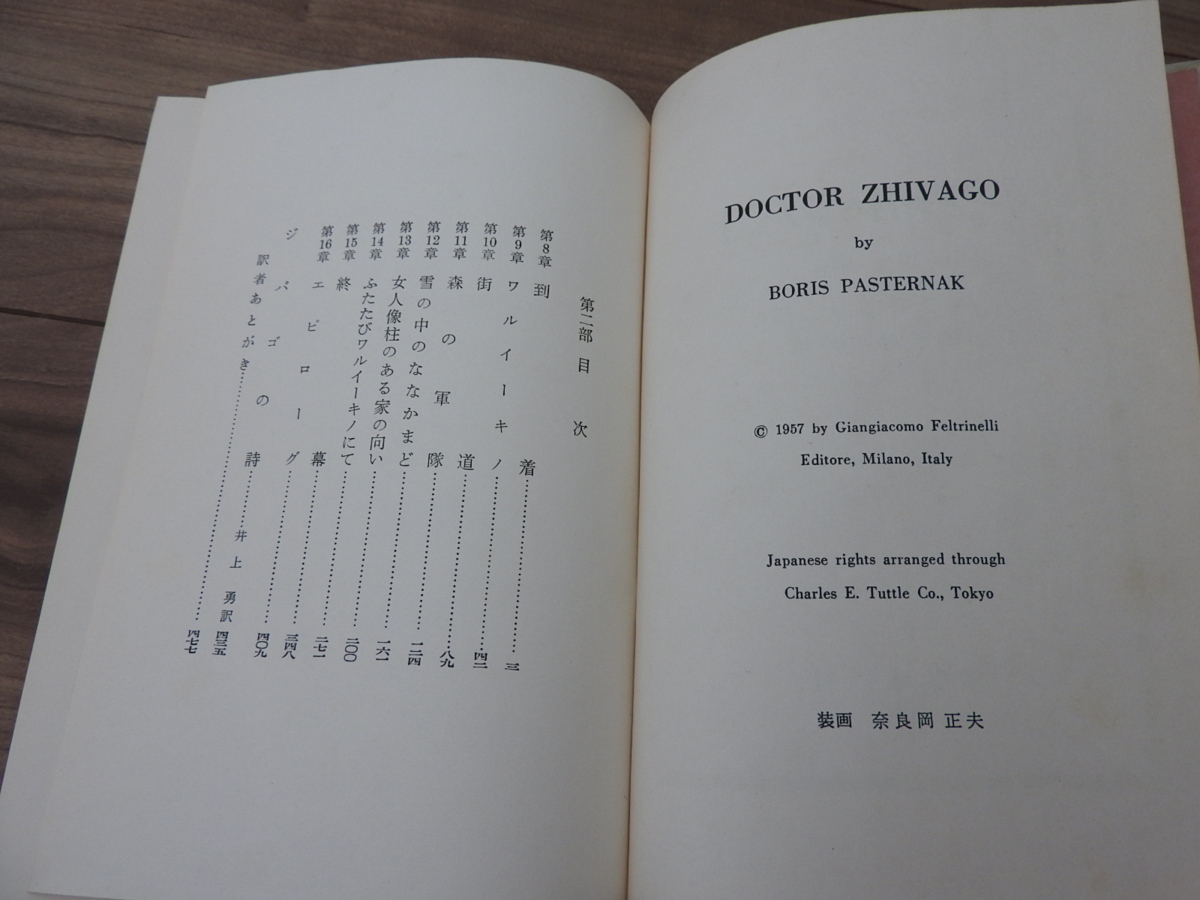 DOCTOR ZHIVAGO
by
BORIS PASTERNAK
© 1957 by Giangiacomo Feltrinelli
Editore, Milano, Italy
Japanese rights arranged through
Charles E. Tuttle Co., Tokyo
装画 奈良岡正夫
第二部 目次
第8章 到着……三
第9章 ワルイーキノ……四二
第10章 街道……八九
第11章 森の軍隊……一二四
第12章 雪の中のななかまど……一六一
第13章 女人像柱のある家の向い……二〇〇
第14章 ふたたびワルイーキノにて……二七一
第15章 終幕……三四八
第16章 エピローグ……四〇九
ジバゴの詩……井上勇訳 四三五
訳者あとがき……四七七